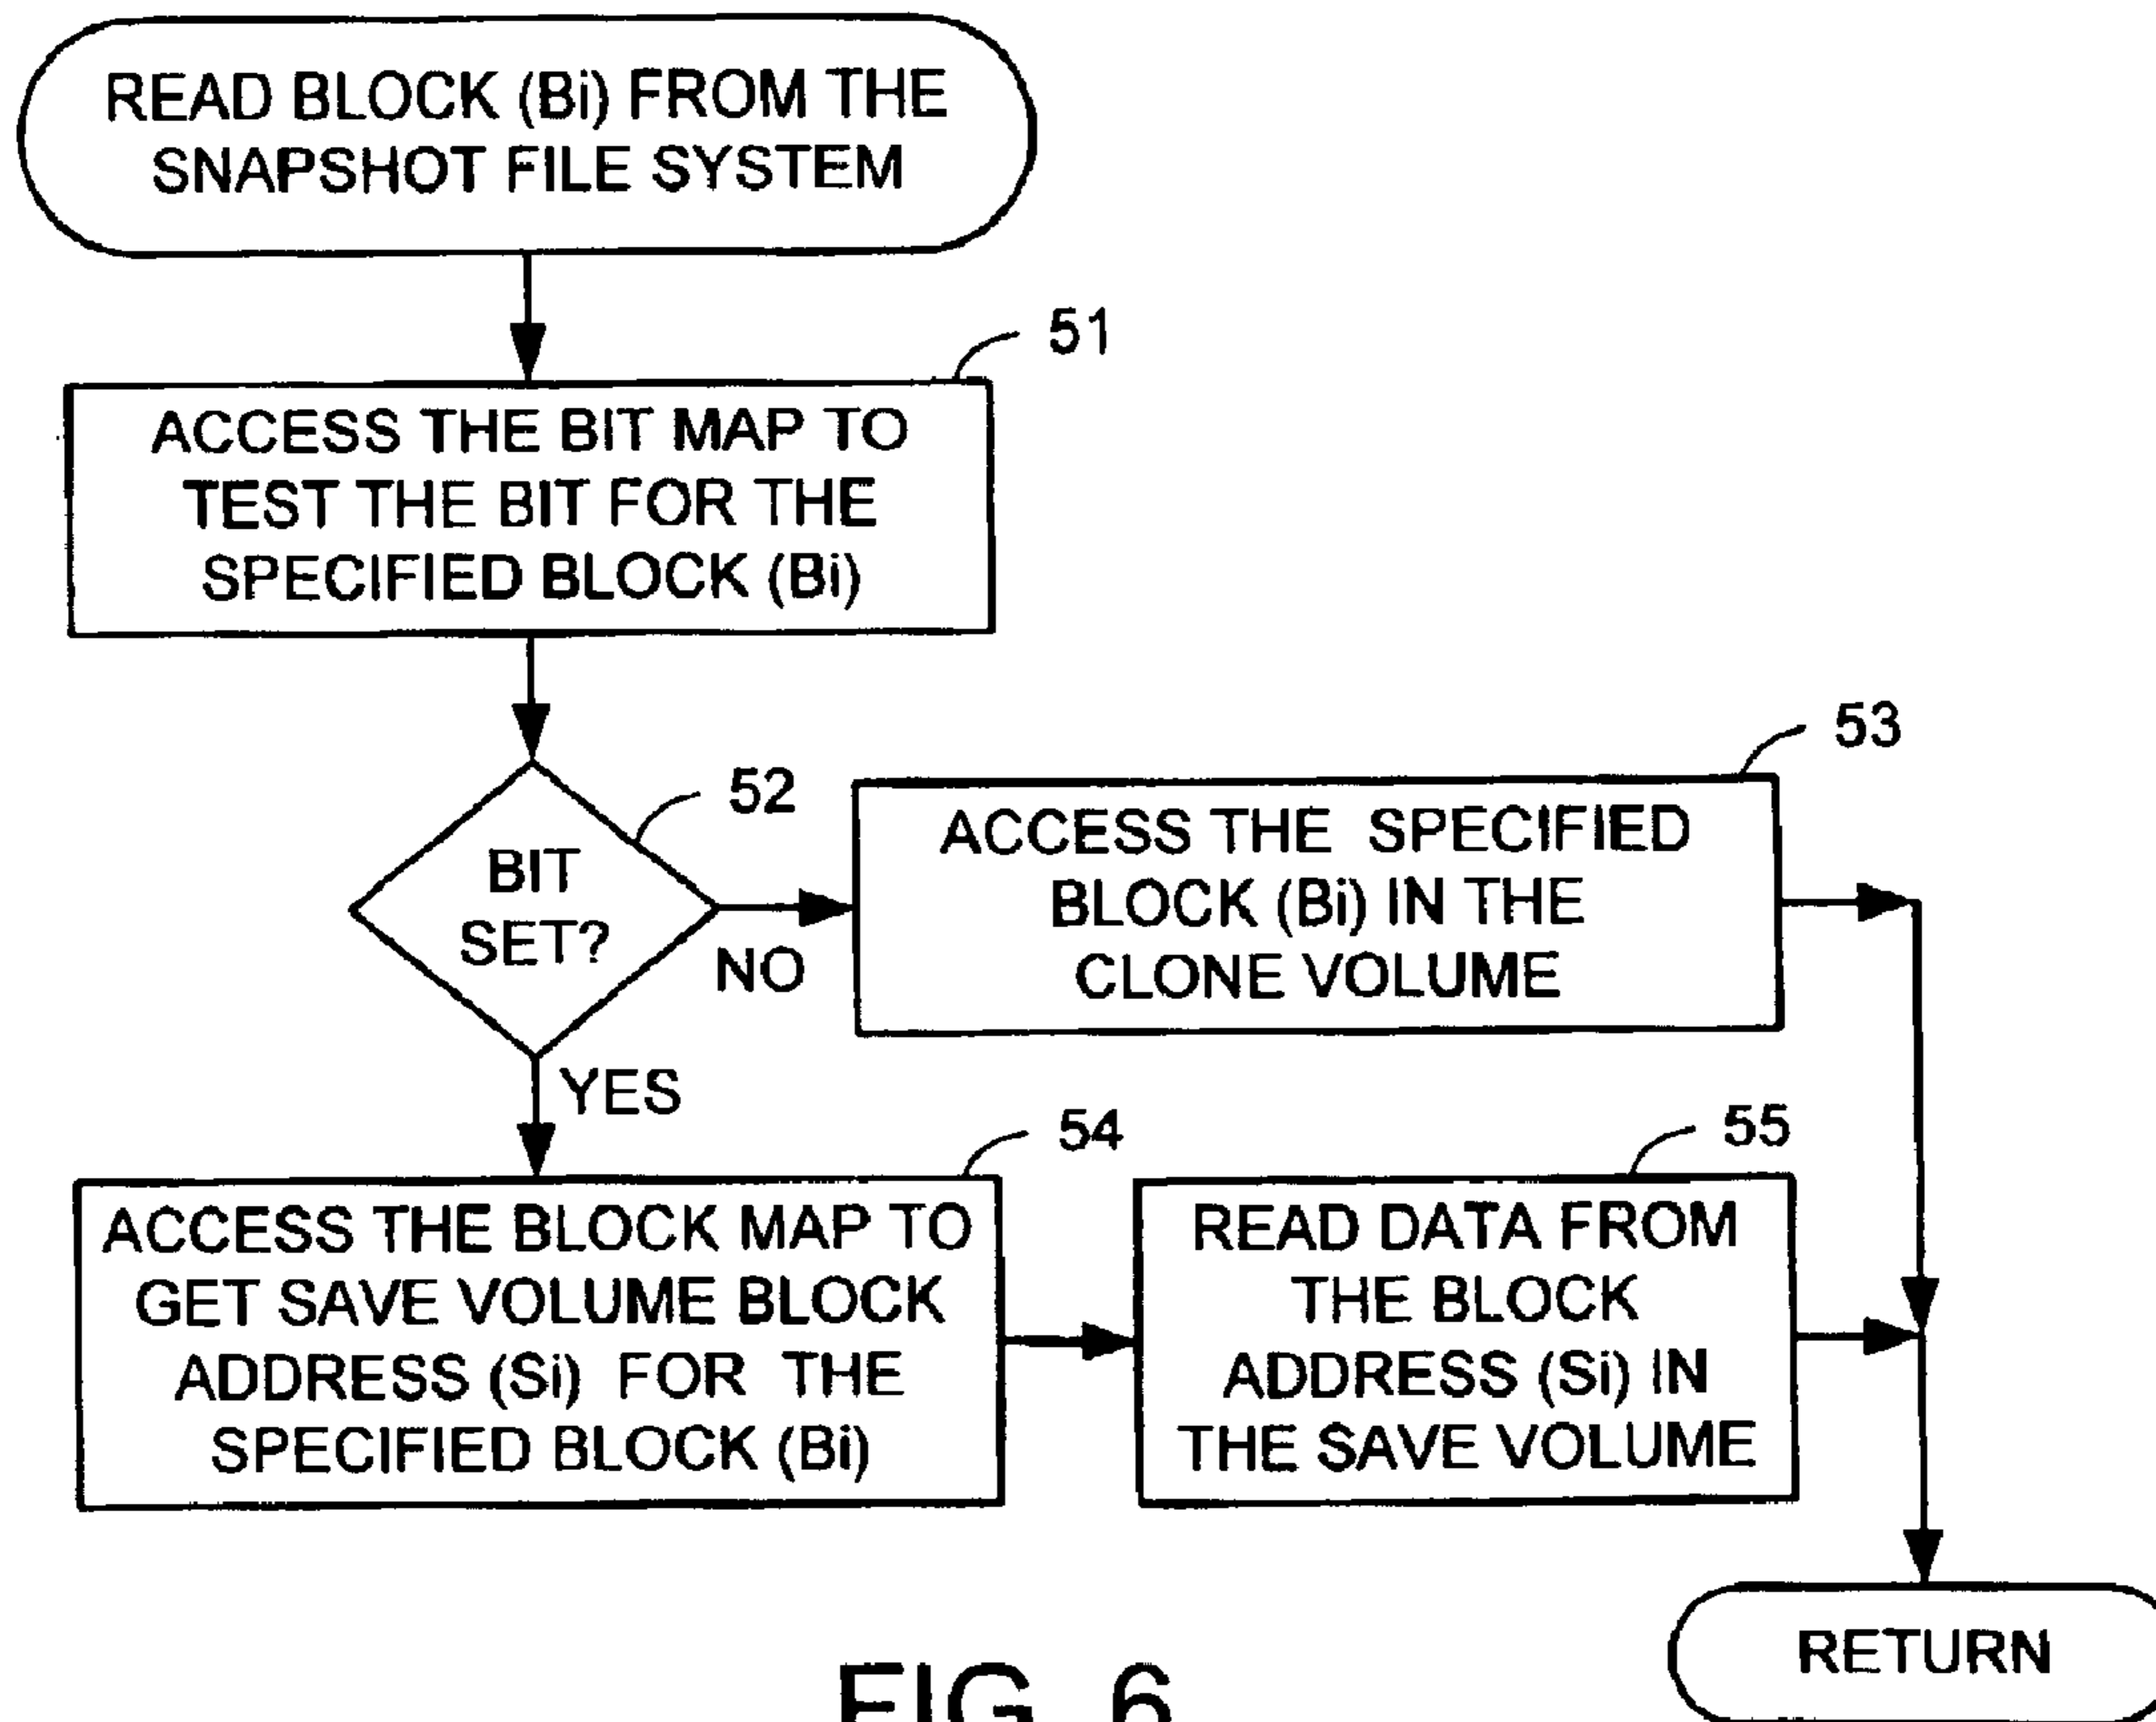 READ BLOCK (Bi) FROM THE
SNAPSHOT FILE SYSTEM
51
ACCESS THE BIT MAP TO
TEST THE BIT FOR THE
SPECIFIED BLOCK (Bi)
52
BIT
SET?
NO
YES
53
ACCESS THE SPECIFIED
BLOCK (Bi) IN THE
CLONE VOLUME
54
ACCESS THE BLOCK MAP TO
GET SAVE VOLUME BLOCK
ADDRESS (Si) FOR THE
SPECIFIED BLOCK (Bi)
55
READ DATA FROM
THE BLOCK
ADDRESS (Si) IN
THE SAVE VOLUME
RETURN
FIG. 6